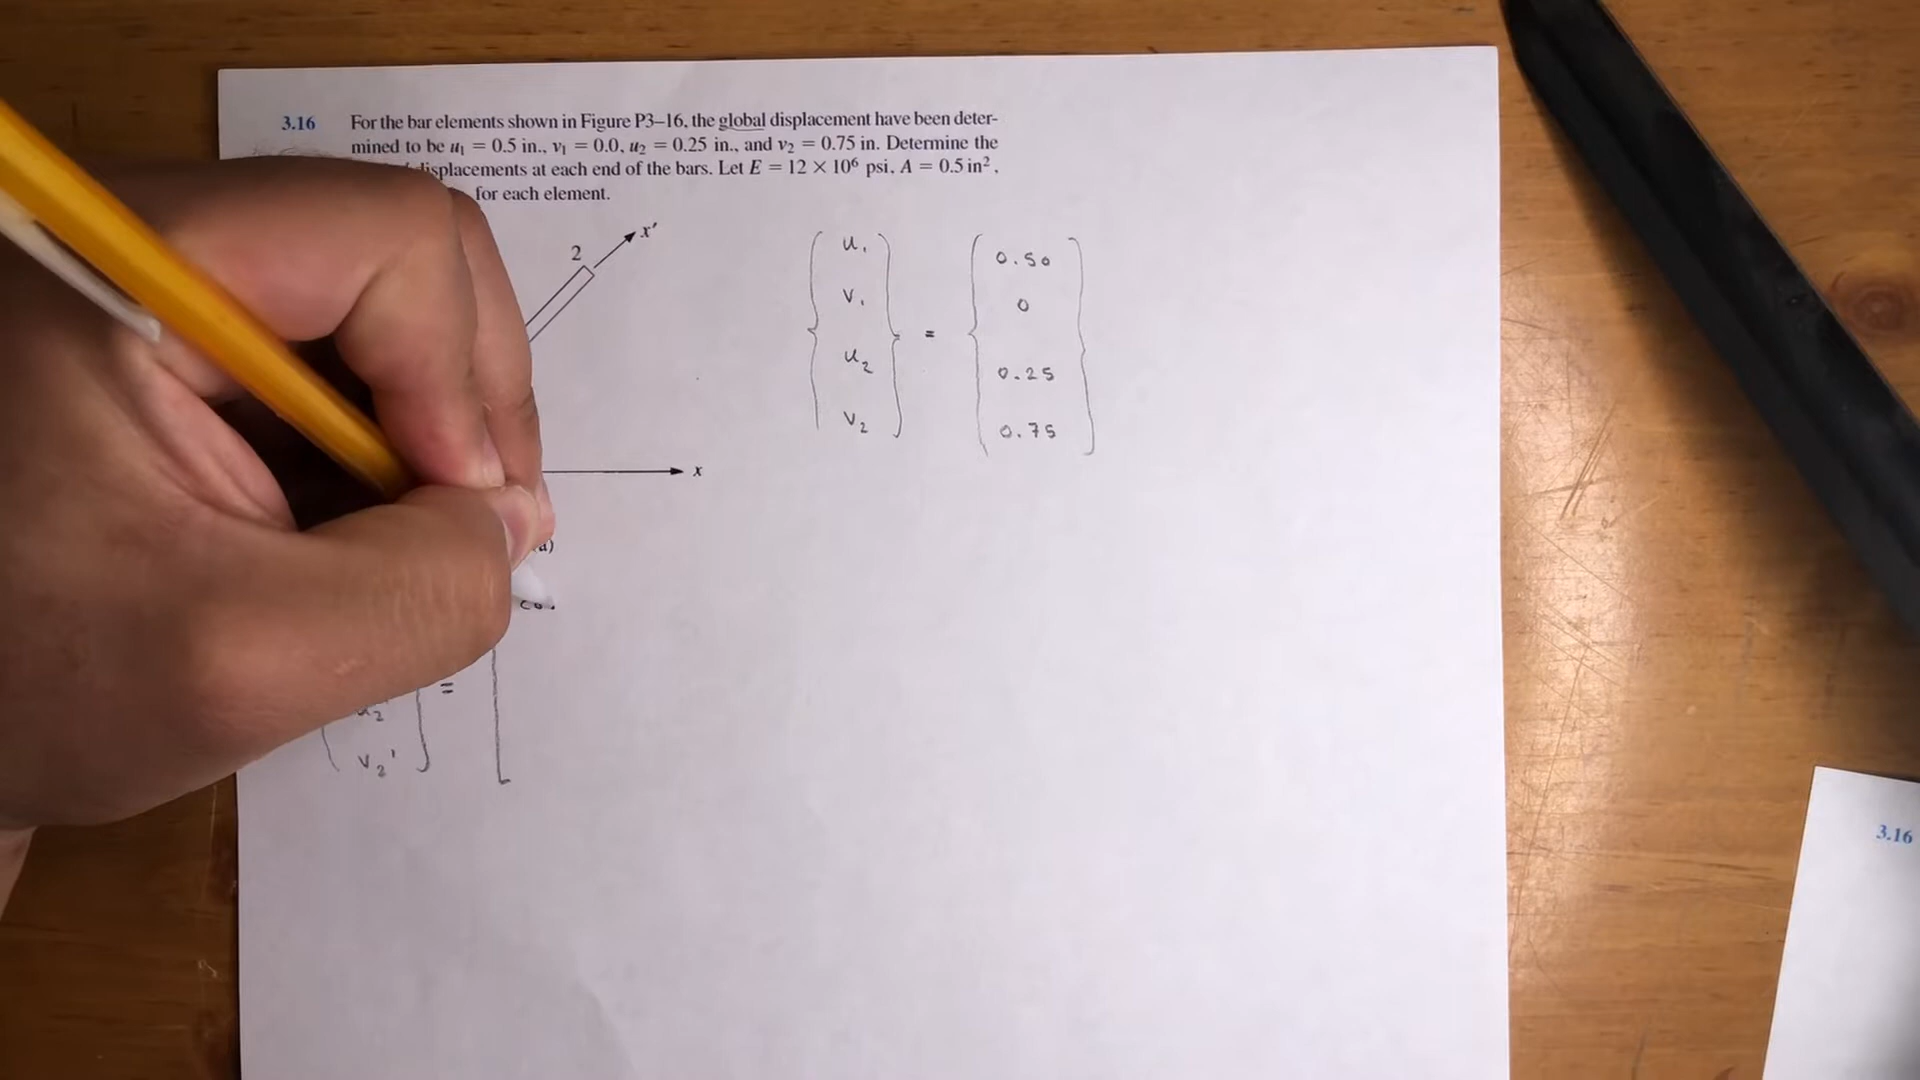 3.16 For the bar elements shown in Figure P3–16, the global displacement have been deter-
mined to be u₁ = 0.5 in., v₁ = 0.0, u₂ = 0.25 in., and v₂ = 0.75 in. Determine the
displacements at each end of the bars. Let E = 12 × 10⁶ psi, A = 0.5 in²,
for each element.
2 x′
x
u₁ 0.50
v₁ 0
=
u₂ 0.25
v₂ 0.75
=
u₂
v₂'
3.16